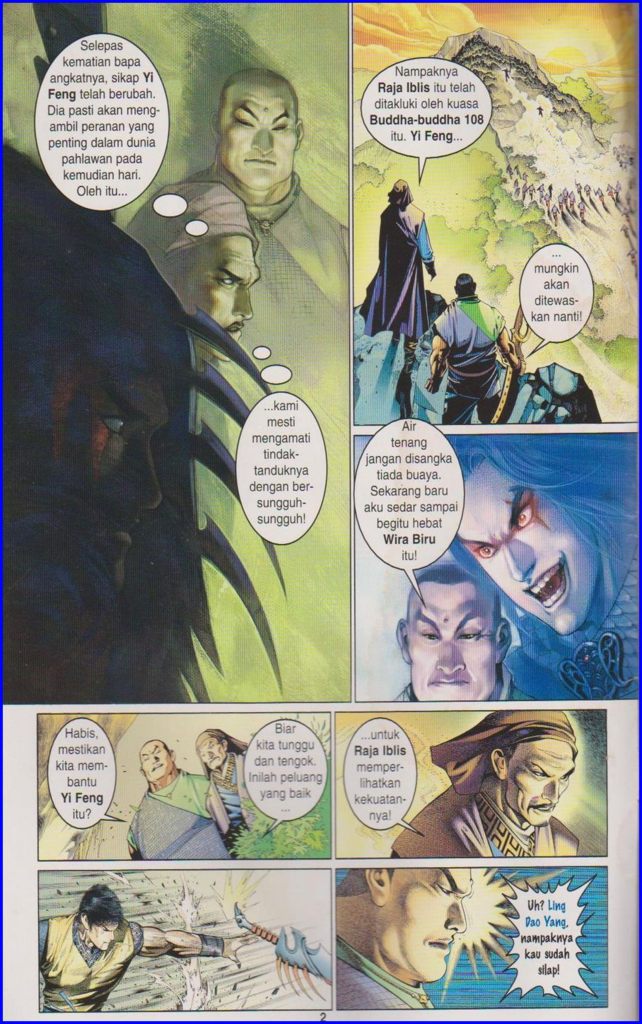 Selepas
kematian bapa
angkatnya, sikap Yi
Feng telah berubah.
Dia pasti akan meng-
ambil peranan yang
penting dalam dunia
pahlawan pada
kemudian hari.
Oleh itu...
...kami
mesti
mengamati
tindak-
tanduknya
dengan ber-
sungguh-
sungguh!
Nampaknya
Raja Iblis itu telah
ditakluki oleh kuasa
Buddha-buddha 108
itu. Yi Feng...
...
mungkin
akan
ditewas-
kan nanti!
Air
tenang
jangan disangka
tiada buaya.
Sekarang baru
aku sedar sampai
begitu hebat
Wira Biru
itu!
Habis,
mestikan
kita mem-
bantu
Yi Feng
itu?
Biar
kita tunggu
dan tengok.
Inilah peluang
yang baik
...
...untuk
Raja Iblis
memper-
lihatkan
kekuatan-
nya!
Uh? Ling
Dao Yang,
nampaknya
kau sudah
silap!
2